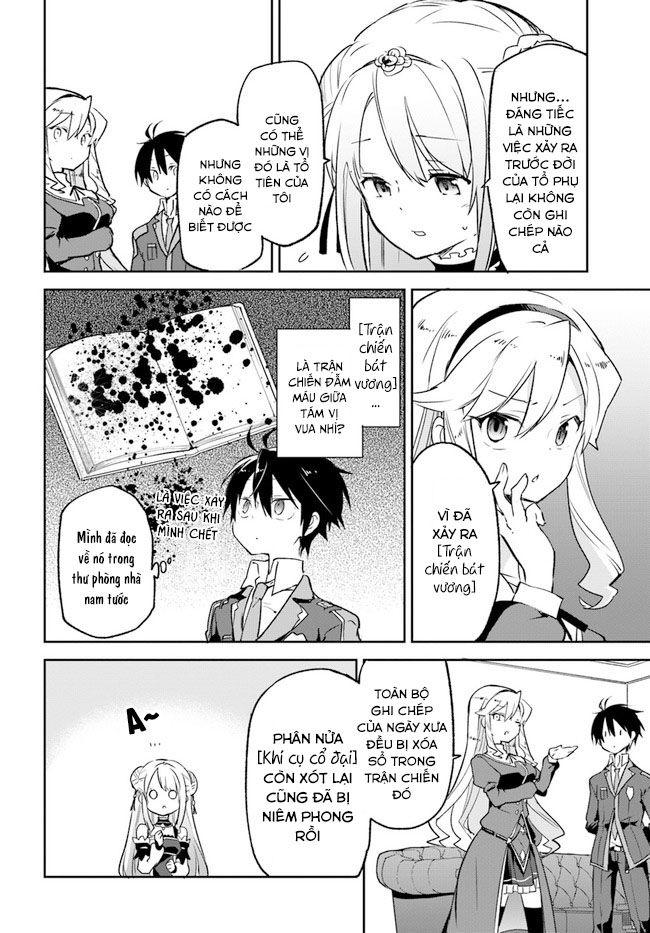 NHƯNG...
ĐÁNG TIẾC
LÀ NHỮNG
VIỆC XẢY RA
TRƯỚC ĐỜI
CỦA TỔ PHỤ
LẠI KHÔNG
CÒN GHI
CHÉP NÀO
CẢ
CŨNG
CÓ THỂ
NHỮNG VỊ
ĐÓ LÀ TỔ
TIÊN CỦA
TÔI
NHƯNG
KHÔNG
CÓ CÁCH
NÀO ĐỂ
BIẾT ĐƯỢC
VÌ ĐÃ
XẢY RA
[Trận
chiến bát
vương]
[Trận
chiến bát
vương]
...
LÀ TRẬN
CHIẾN ĐẪM
MÁU GIỮA
TÁM VỊ
VUA NHỈ?
LÀ VIỆC XẢY
RA SAU KHI
MÌNH CHẾT
Mình đã đọc
về nó trong
thư phòng nhà
nam tước
TOÀN BỘ
GHI CHÉP
CỦA NGÀY XƯA
ĐỀU BỊ XÓA
SỔ TRONG
TRẬN CHIẾN
ĐÓ
PHÂN NỬA
[Khí cụ cổ đại]
CÒN XÓT LẠI
CŨNG ĐÃ BỊ
NIÊM PHONG
RỒI
A~